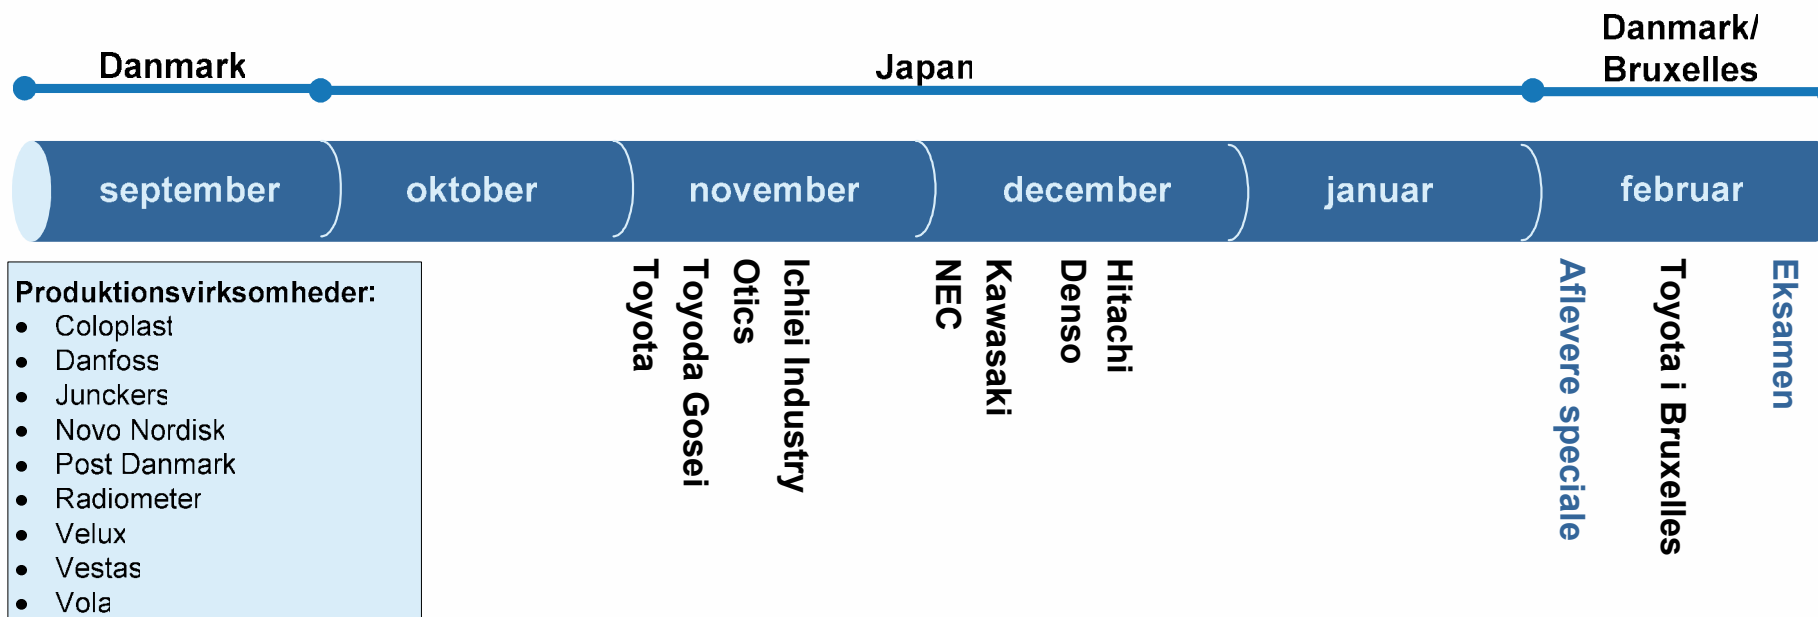 Danmark
Japan
Danmark/
Bruxelles
september
oktober
november
december
januar
februar
Produktionsvirksomheder:
• Coloplast
• Danfoss
• Junckers
• Novo Nordisk
• Post Danmark
• Radiometer
• Velux
• Vestas
• Vola
Toyota
Toyoda Gosei
Otics
Ichiei Industry
NEC
Kawasaki
Denso
Hitachi
Aflevere speciale
Toyota i Bruxelles
Eksamen